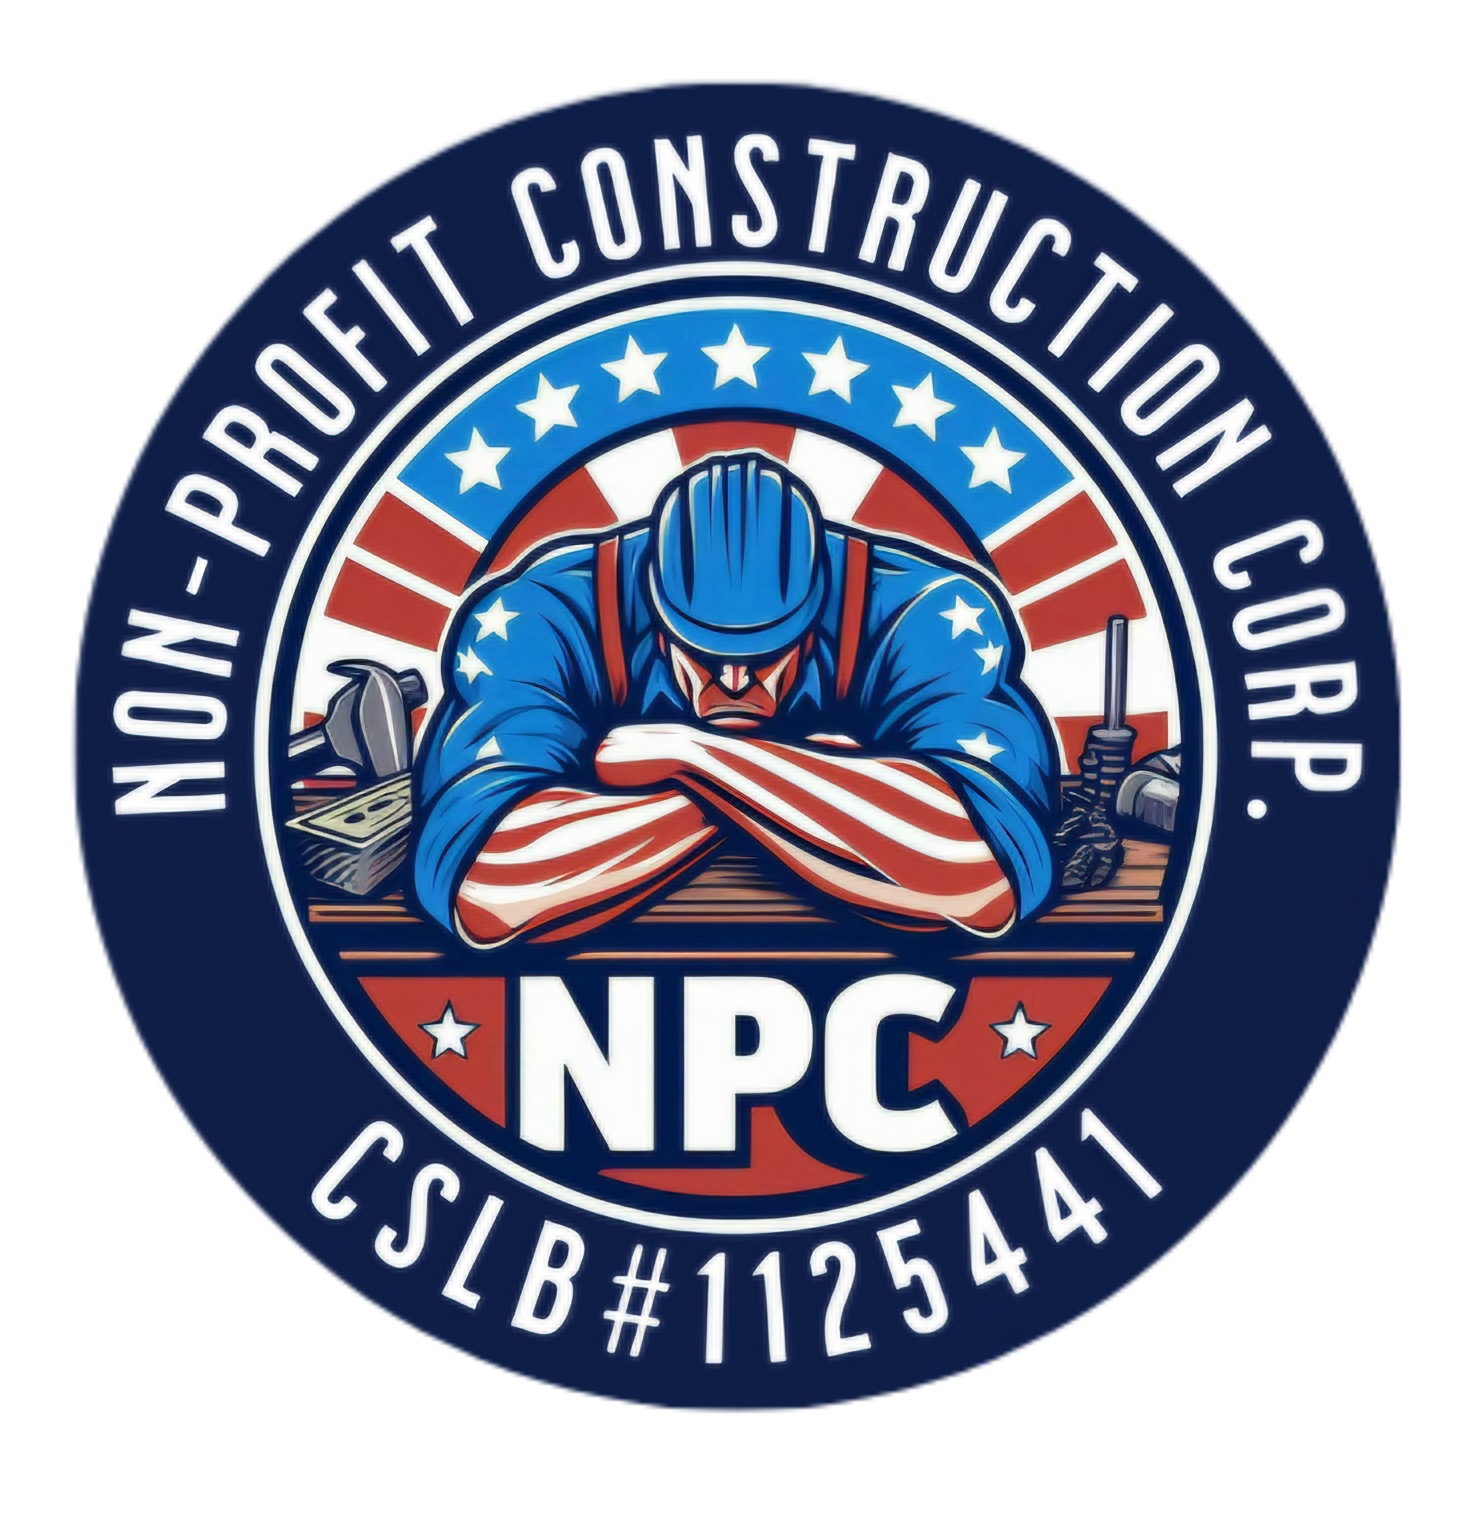 NON-PROFIT CONSTRUCTION CORP.
NPC
CSLB#1125441